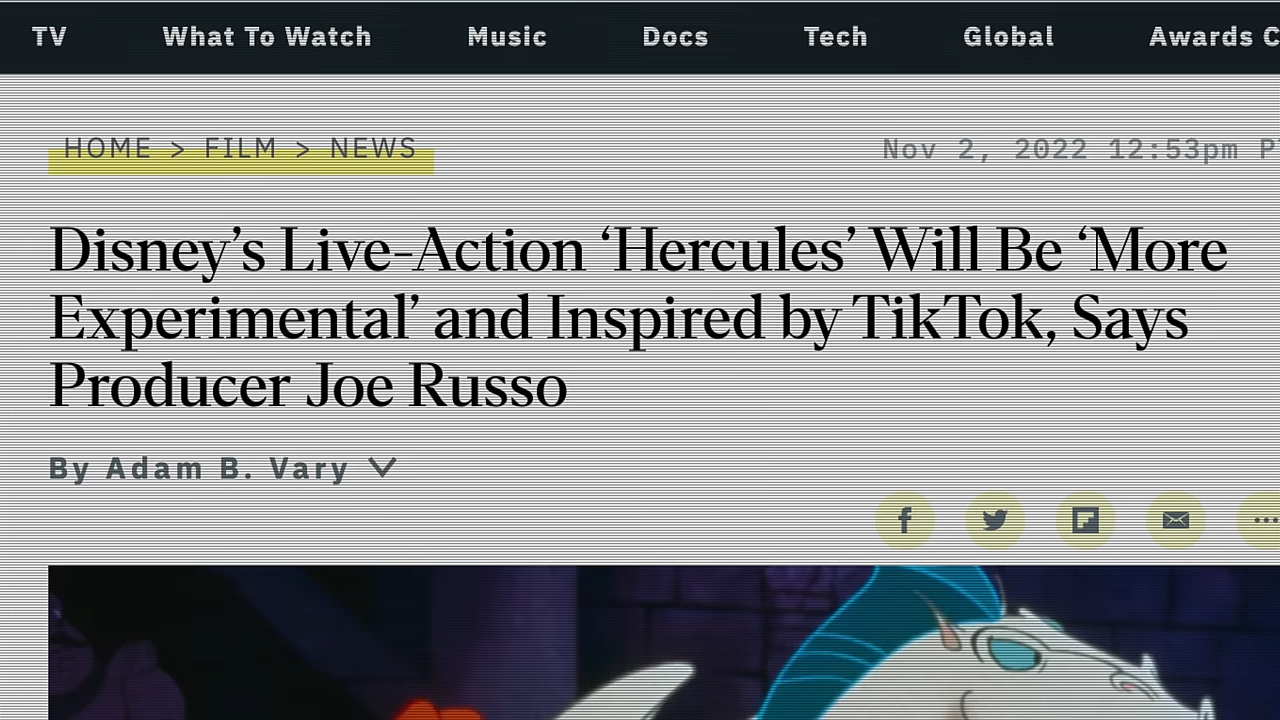 TV What To Watch Music Docs Tech Global Awards C
HOME > FILM > NEWS
Nov 2, 2022 12:53pm P
Disney’s Live-Action ‘Hercules’ Will Be ‘More
Experimental’ and Inspired by TikTok, Says
Producer Joe Russo
By Adam B. Vary